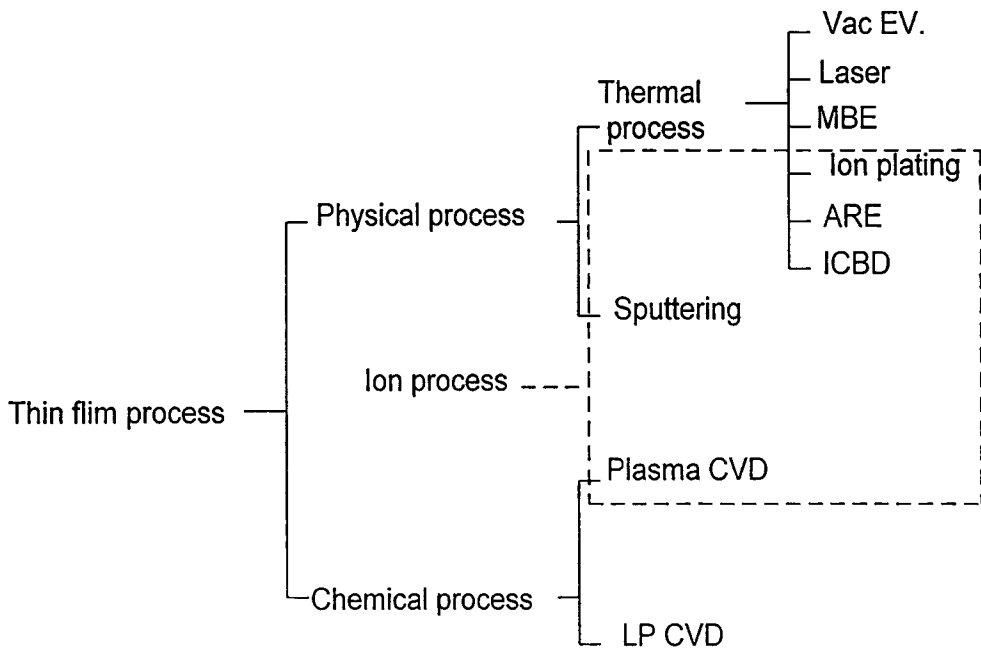 Vac EV.
Laser
Thermal
process
MBE
Ion plating
Physical process
ARE
ICBD
Sputtering
Ion process
Thin flim process
Plasma CVD
Chemical process
LP CVD